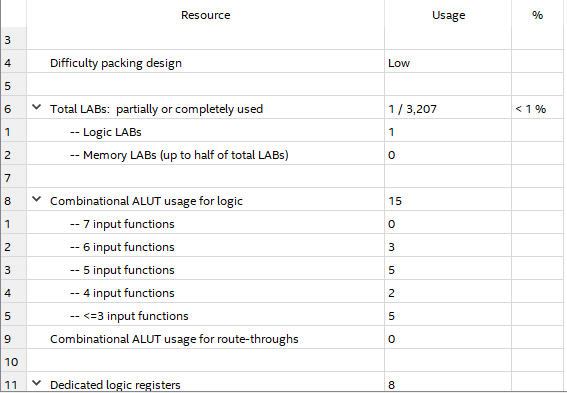 Resource Usage %
3
4 Difficulty packing design Low
5
6 Total LABs: partially or completely used 1 / 3,207 < 1 %
1 -- Logic LABs 1
2 -- Memory LABs (up to half of total LABs) 0
7
8 Combinational ALUT usage for logic 15
1 -- 7 input functions 0
2 -- 6 input functions 3
3 -- 5 input functions 5
4 -- 4 input functions 2
5 -- <=3 input functions 5
9 Combinational ALUT usage for route-throughs 0
10
11 Dedicated logic registers 8